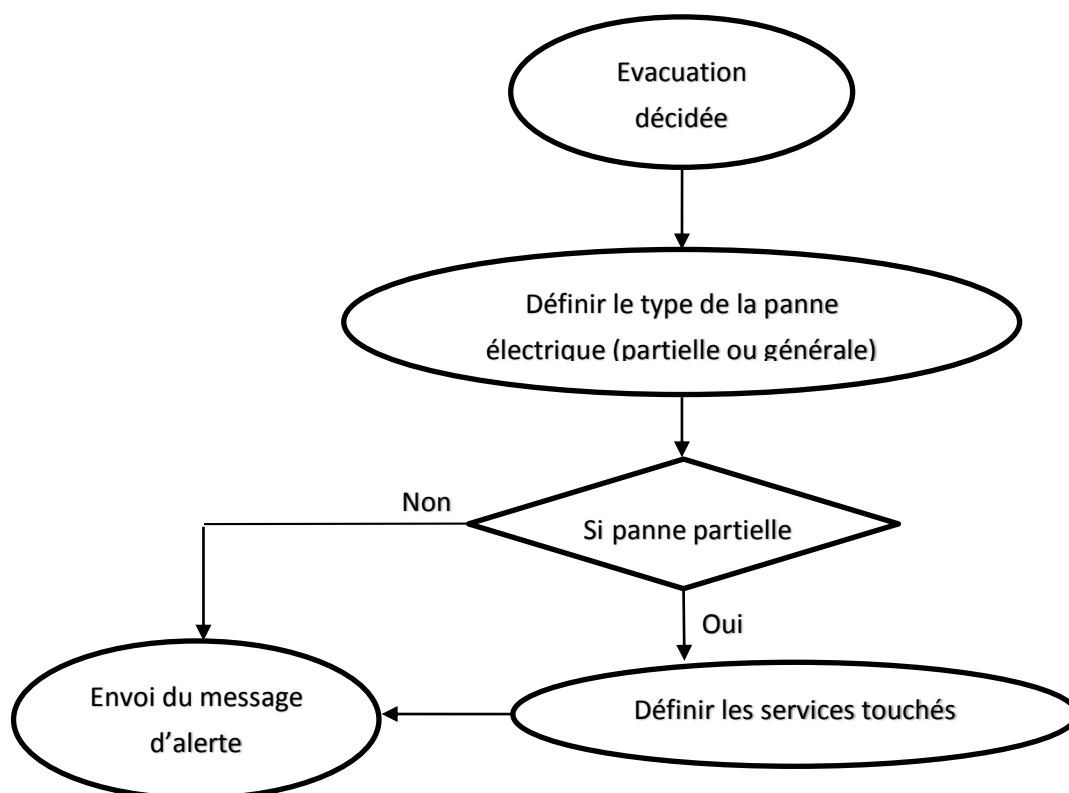 Evacuation
décidée
Définir le type de la panne
électrique (partielle ou générale)
Non
Si panne partielle
Oui
Envoi du message
d’alerte
Définir les services touchés